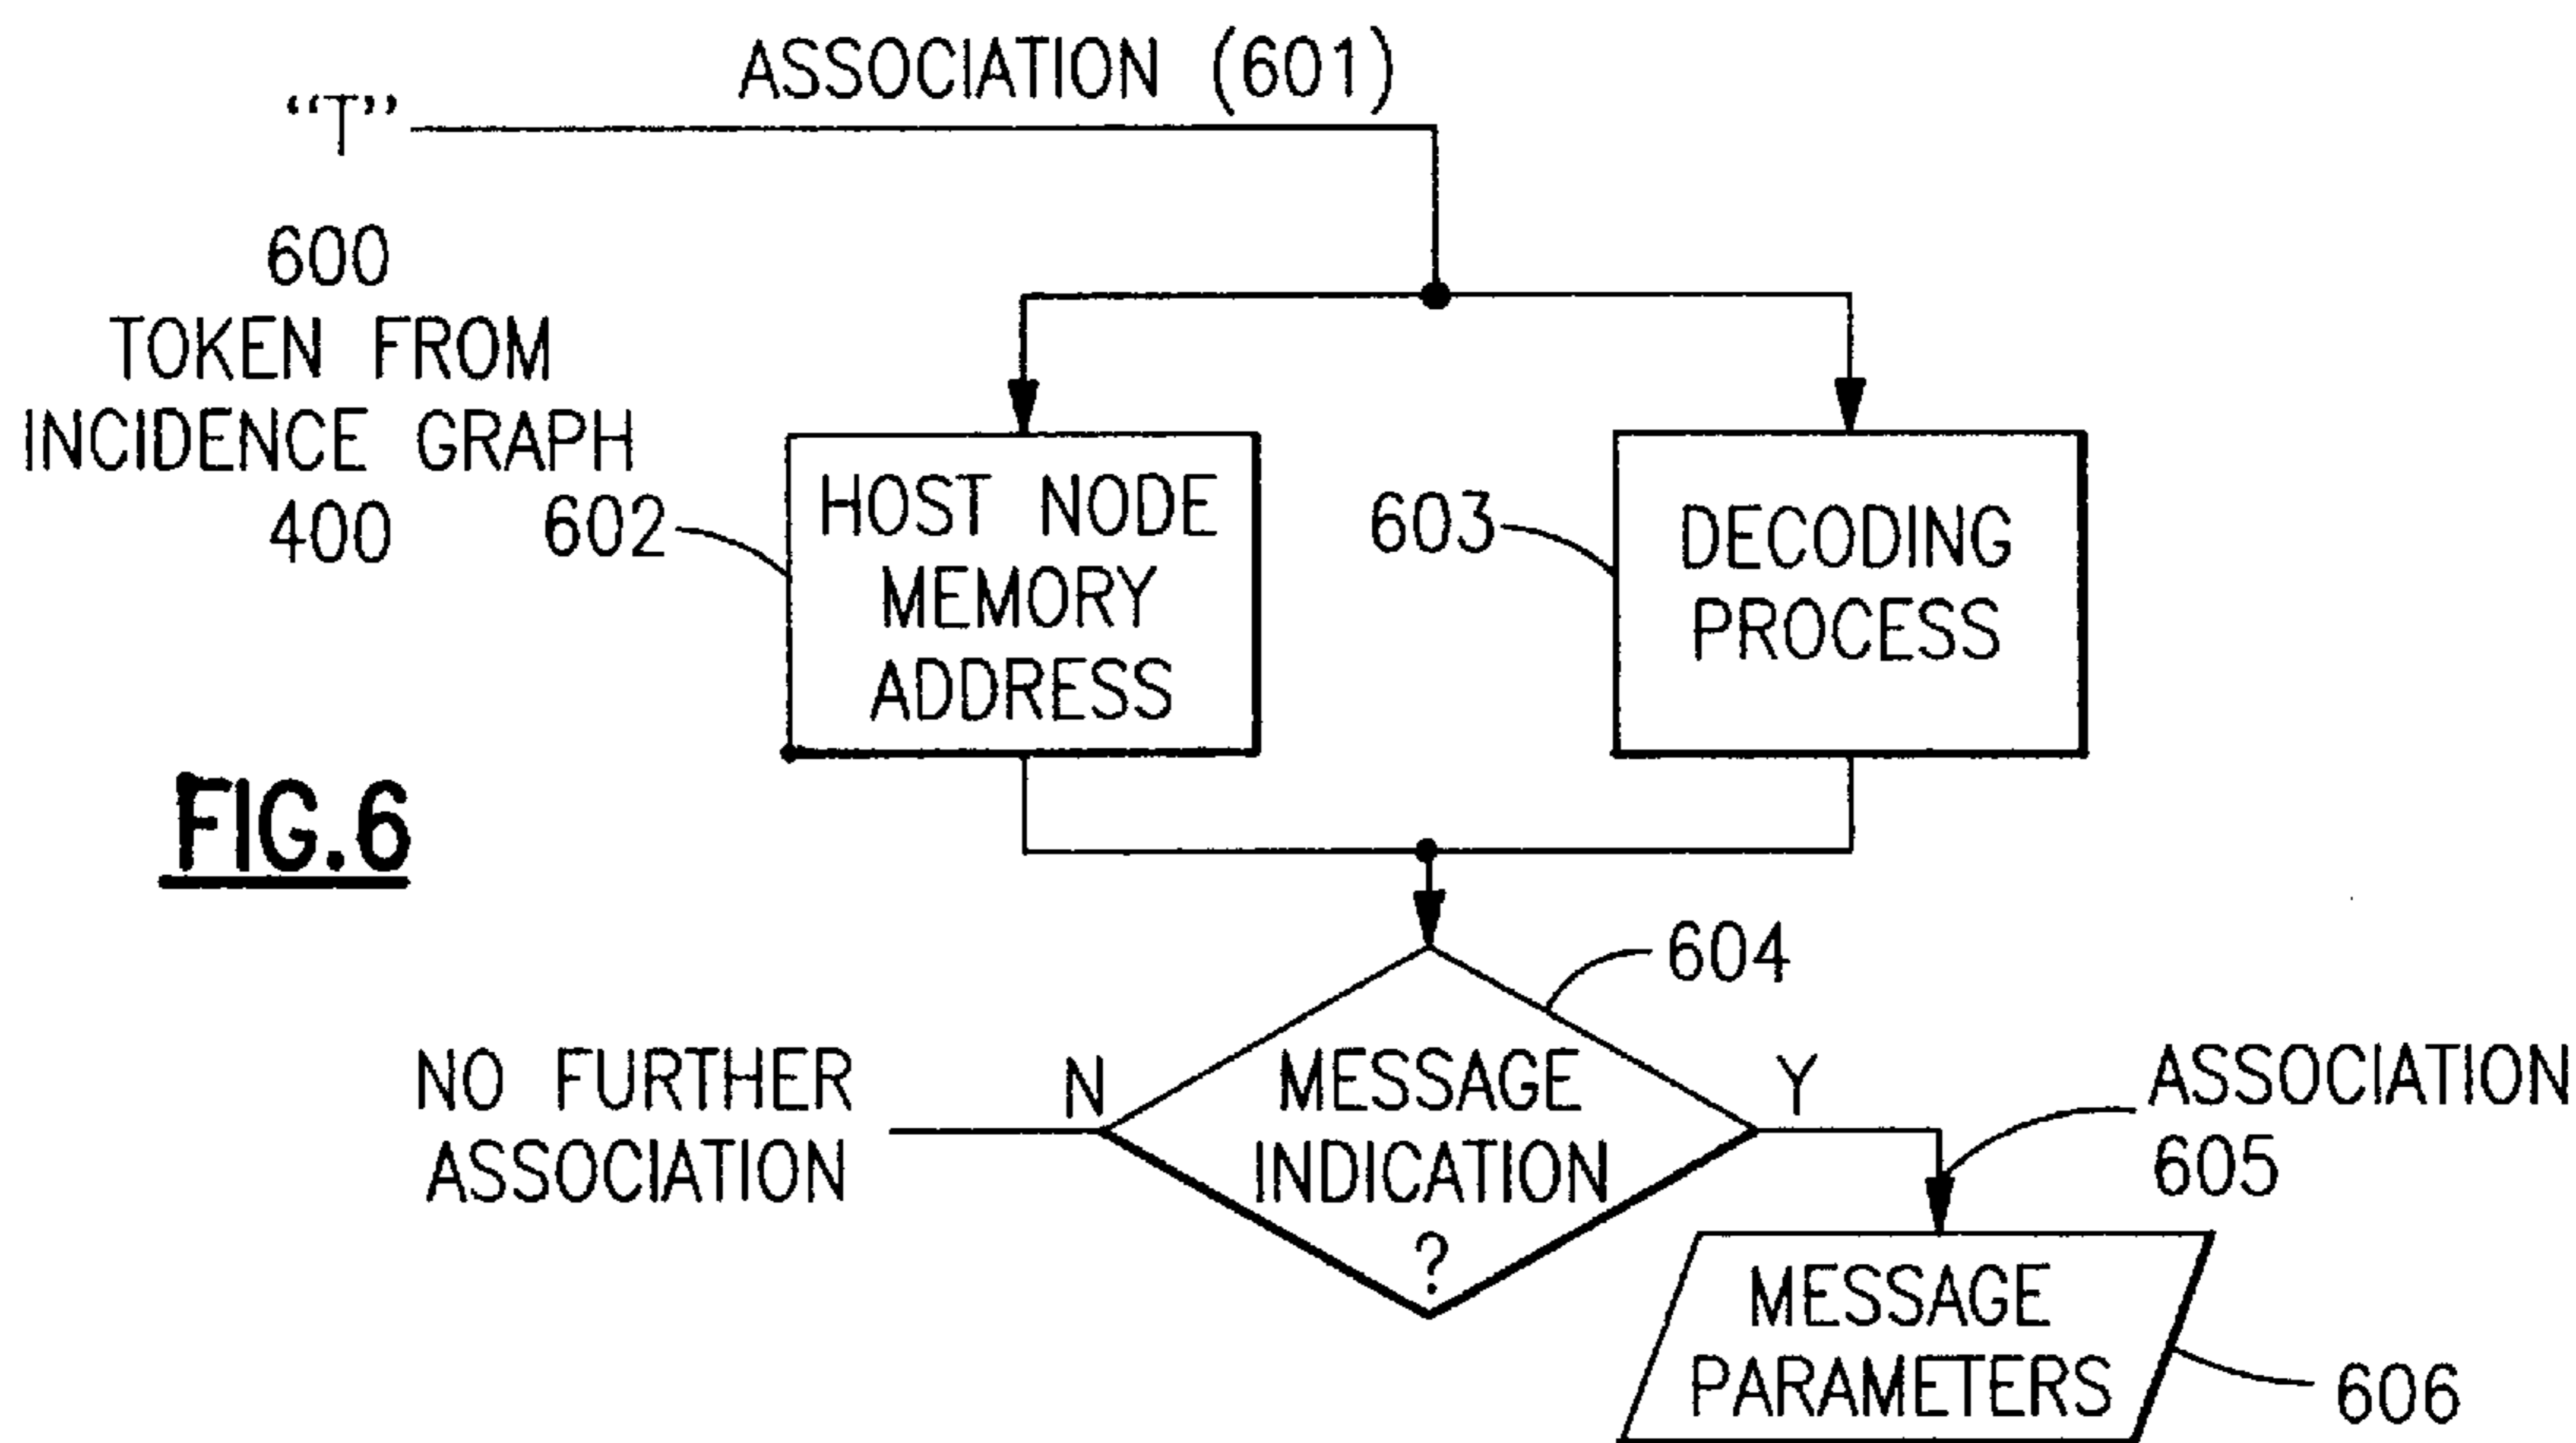 ASSOCIATION (601)
“T”
600
TOKEN FROM
INCIDENCE GRAPH
400
602
HOST NODE
MEMORY
ADDRESS
603
DECODING
PROCESS
FIG.6
604
NO FURTHER
ASSOCIATION
N
MESSAGE
INDICATION
?
Y
ASSOCIATION
605
MESSAGE
PARAMETERS
606